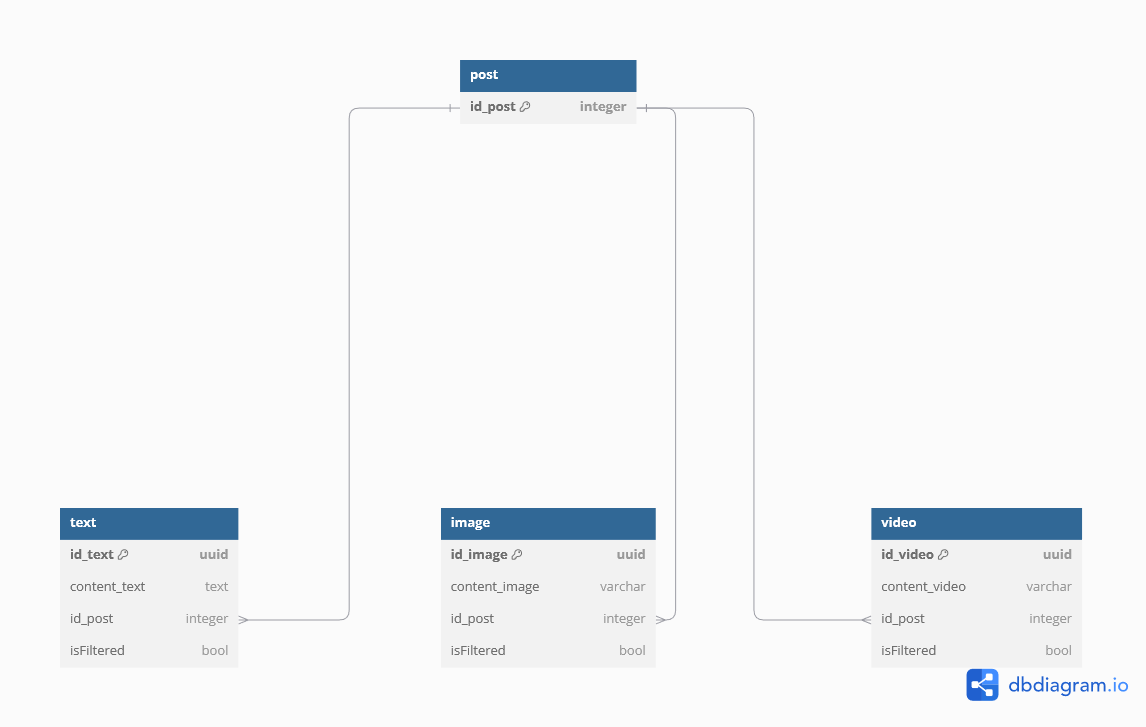 post
id_post integer
text
id_text uuid
content_text text
id_post integer
isFiltered bool
image
id_image uuid
content_image varchar
id_post integer
isFiltered bool
video
id_video uuid
content_video varchar
id_post integer
isFiltered bool
dbdiagram.io